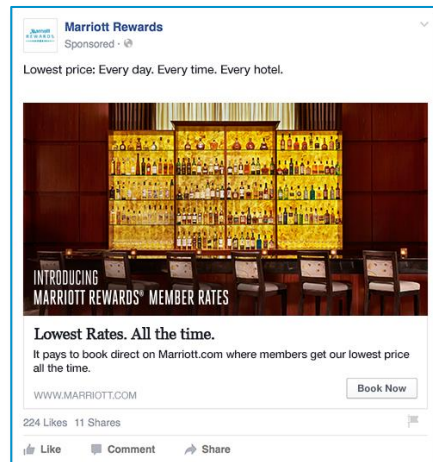 Marriott
REWARDS
Marriott Rewards
Sponsored ·
Lowest price: Every day. Every time. Every hotel.
INTRODUCING
MARRIOTT REWARDS® MEMBER RATES
Lowest Rates. All the time.
It pays to book direct on Marriott.com where members get our lowest price
all the time.
WWW.MARRIOTT.COM
Book Now
224 Likes 11 Shares
Like Comment Share